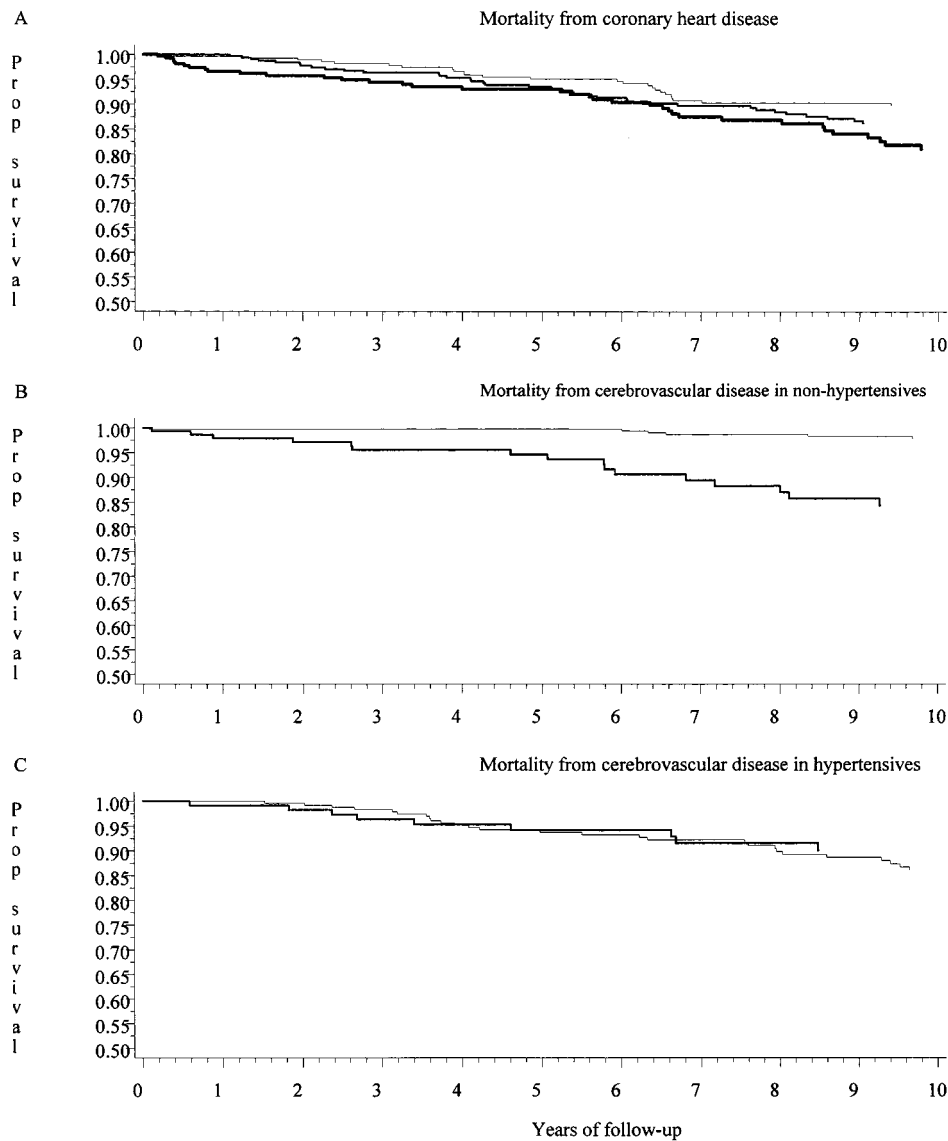 A
Mortality from coronary heart disease
Prop survival
1.00
0.95
0.90
0.85
0.80
0.75
0.70
0.65
0.60
0.55
0.50
0 1 2 3 4 5 6 7 8 9 10
B
Mortality from cerebrovascular disease in non-hypertensives
Prop survival
1.00
0.95
0.90
0.85
0.80
0.75
0.70
0.65
0.60
0.55
0.50
0 1 2 3 4 5 6 7 8 9 10
C
Mortality from cerebrovascular disease in hypertensives
Prop survival
1.00
0.95
0.90
0.85
0.80
0.75
0.70
0.65
0.60
0.55
0.50
0 1 2 3 4 5 6 7 8 9 10
Years of follow-up